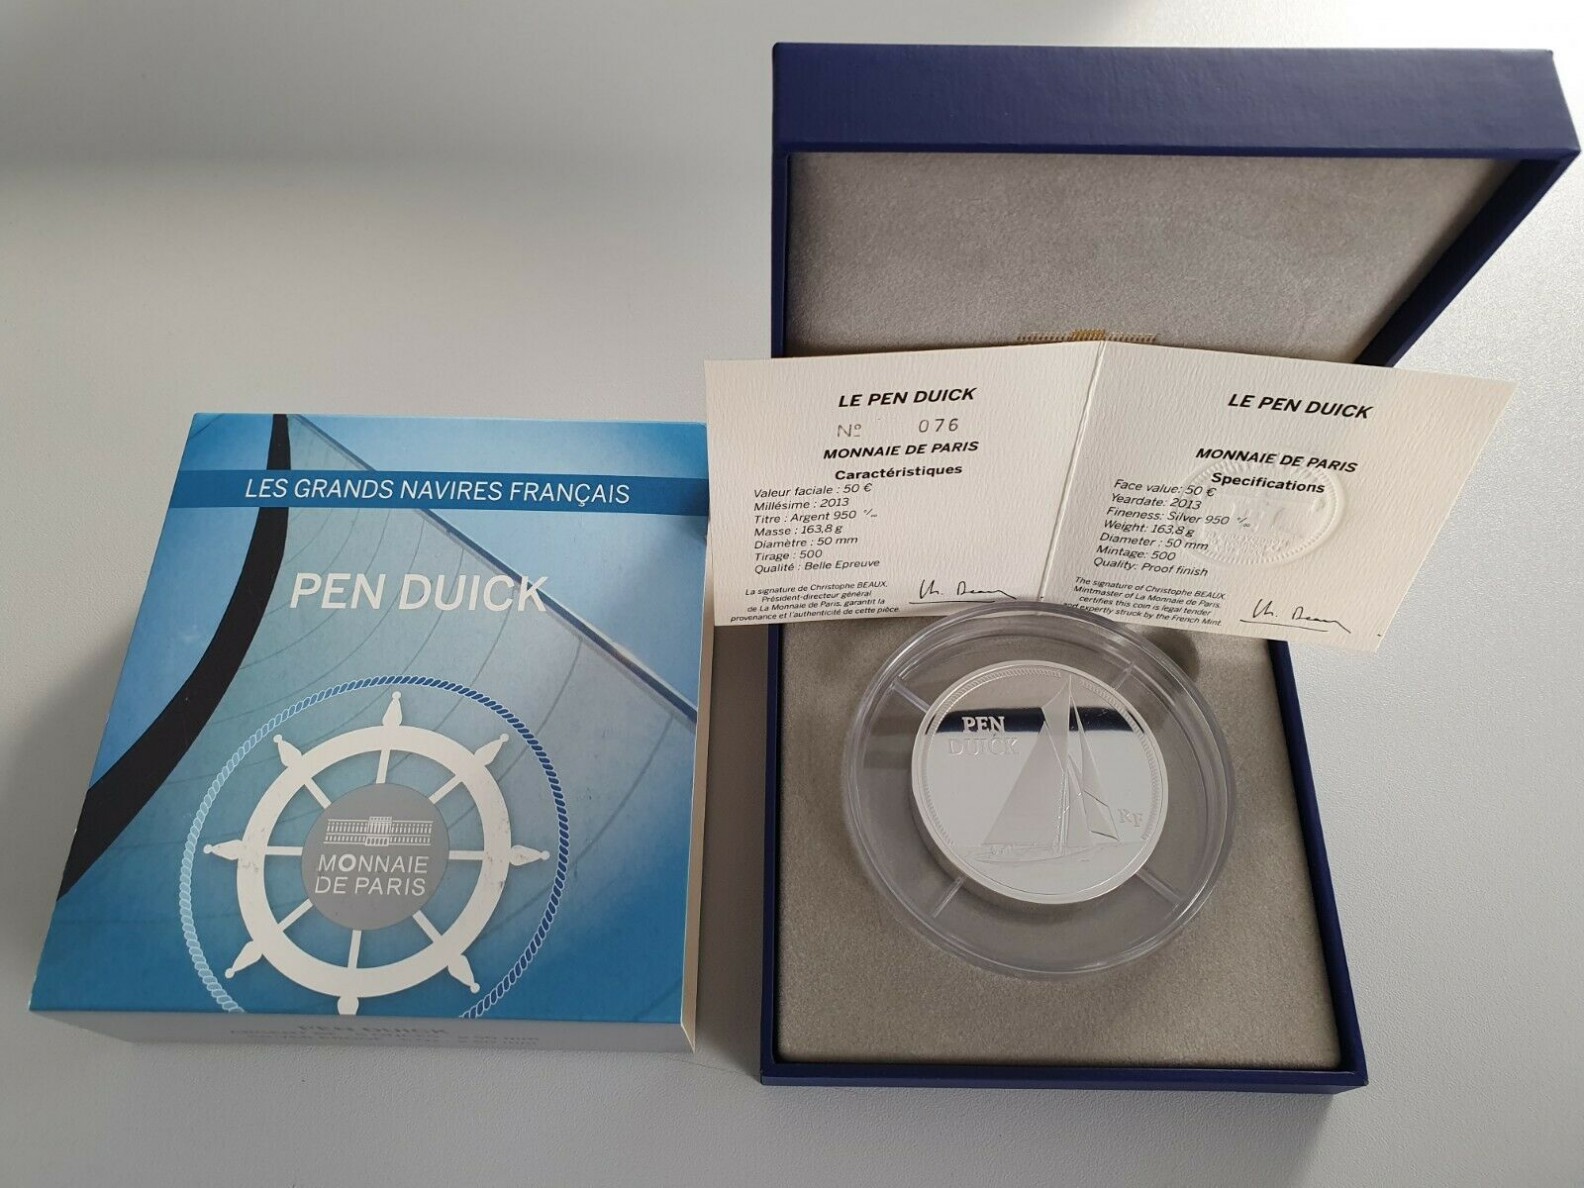 LES GRANDS NAVIRES FRANÇAIS
PEN DUICK
MONNAIE
DE PARIS
PEN DUICK
LE PEN DUICK
Nº 076
MONNAIE DE PARIS
Caractéristiques
Valeur faciale : 50 €
Millésime : 2013
Titre : Argent 950 ‰
Masse : 163,8 g
Diamètre : 50 mm
Tirage : 500
Qualité : Belle Epreuve
La signature de Christophe BEAUX,
Président-directeur général
de La Monnaie de Paris, garantit la
provenance et l'authenticité de cette pièce.
LE PEN DUICK
MONNAIE DE PARIS
Specifications
Face value: 50 €
Yeardate: 2013
Fineness: Silver 950 ‰
Weight: 163,8 g
Diameter: 50 mm
Mintage: 500
Quality: Proof finish
The signature of Christophe BEAUX,
Mintmaster of La Monnaie de Paris,
certifies this coin is legal tender
and expertly struck by the French Mint.
PEN
DUICK
RF